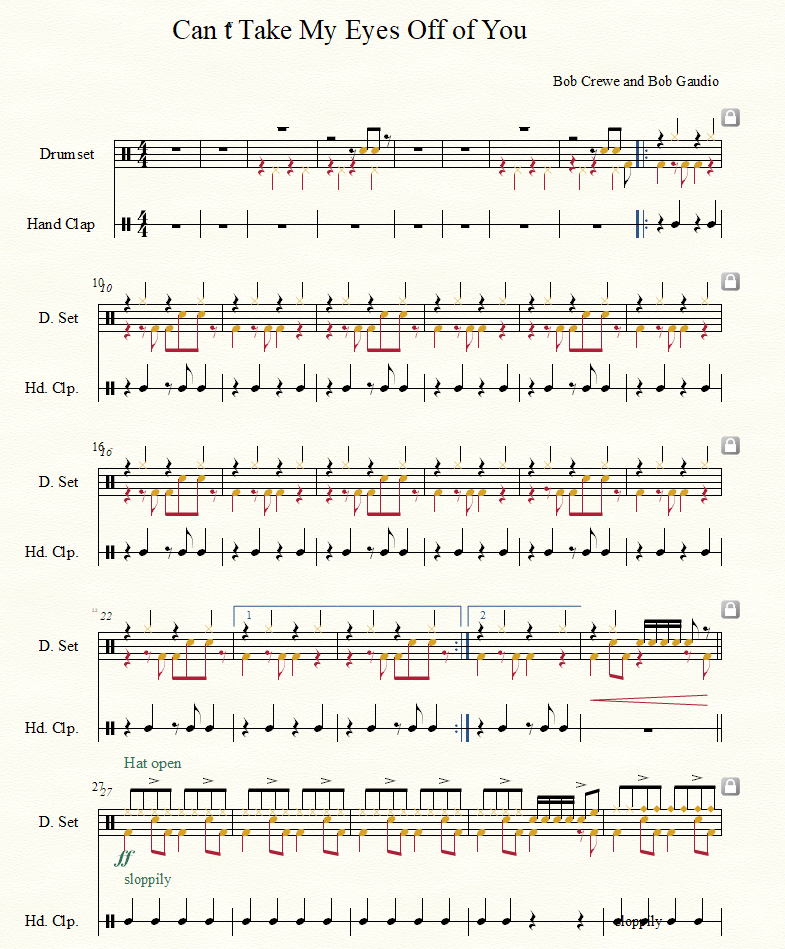 Can't Take My Eyes Off of You
Bob Crewe and Bob Gaudio
Drumset
Hand Clap
10
10
D. Set
Hd. Clp.
16
16
D. Set
Hd. Clp.
22
1
2
D. Set
Hd. Clp.
Hat open
27
27
D. Set
ff
sloppily
Hd. Clp.
sloppily